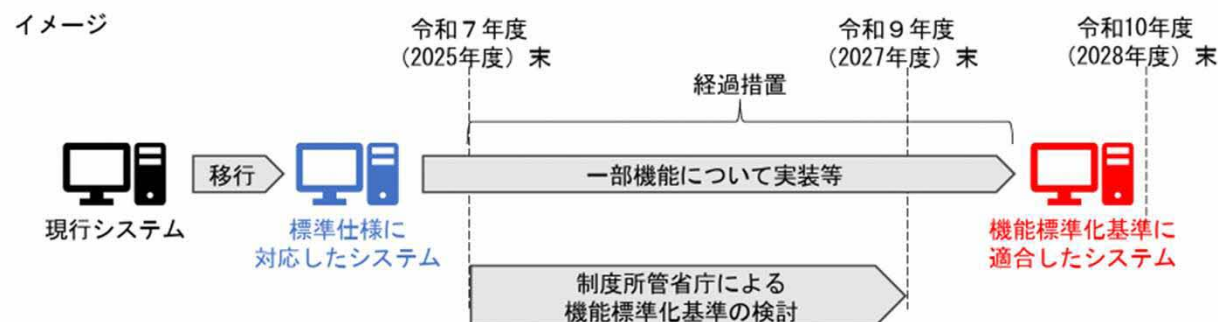 イメージ
令和７年度
（2025年度）末
令和９年度
（2027年度）末
令和10年度
（2028年度）末
経過措置
移行
一部機能について実装等
現行システム
標準仕様に
対応したシステム
機能標準化基準に
適合したシステム
制度所管省庁による
機能標準化基準の検討